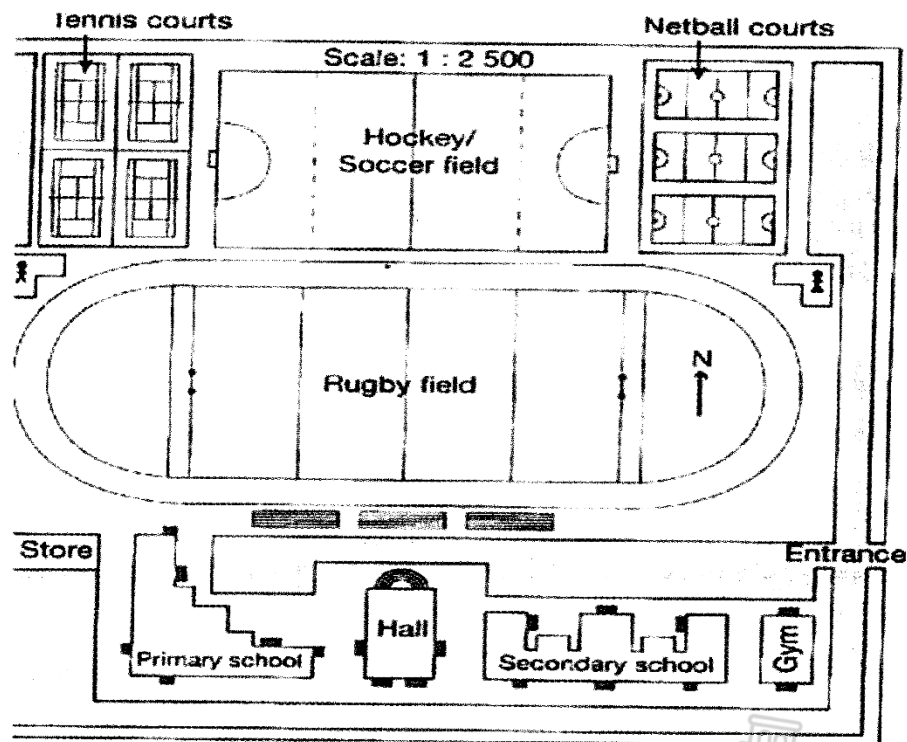 Tennis courts
Netball courts
Scale: 1 : 2 500
Hockey/
Soccer field
Rugby field
N
Store
Entrance
Hall
Gym
Primary school
Secondary school